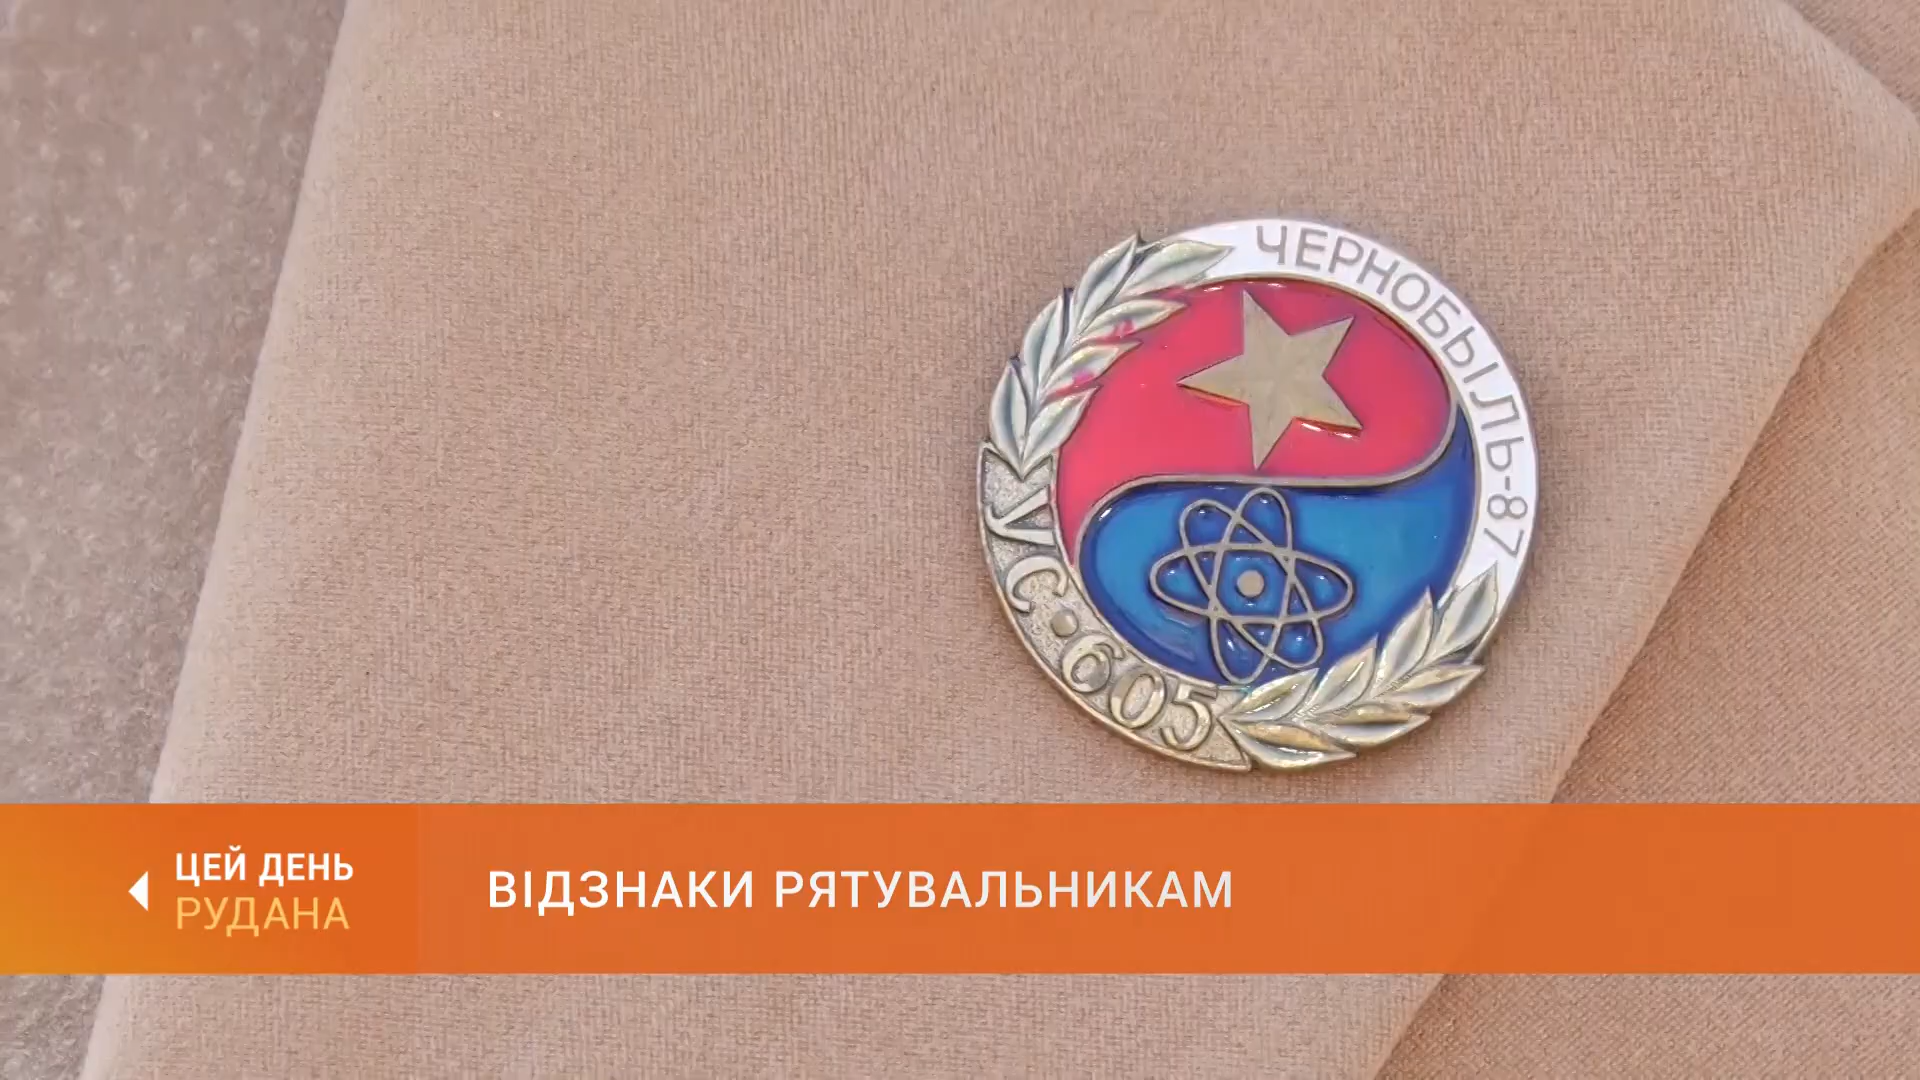 ЧЕРНОБЫЛЬ-87
УС·605
ЦЕЙ ДЕНЬ
РУДАНА
ВІДЗНАКИ РЯТУВАЛЬНИКАМ